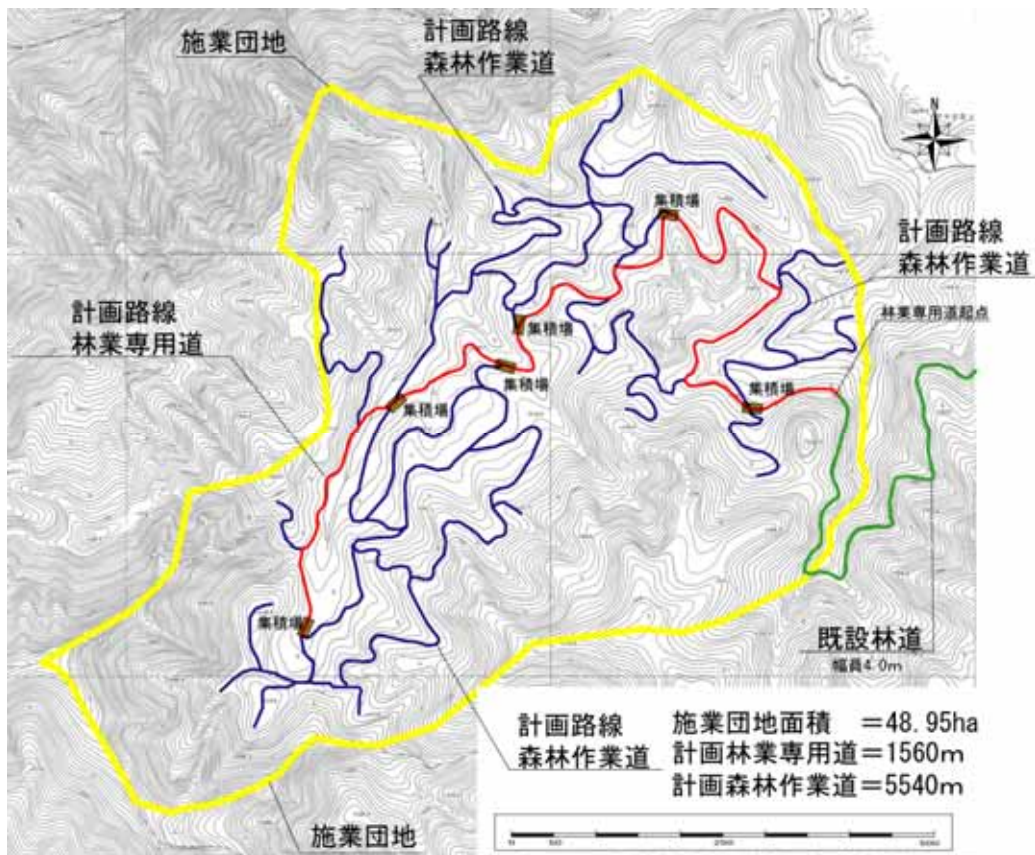 施業団地
計画路線
森林作業道
N
集積場
計画路線
森林作業道
計画路線
林業専用道
林業専用道起点
集積場
集積場
集積場
集積場
集積場
既設林道
幅員4.0m
計画路線
森林作業道
施業団地面積 =48.95ha
計画林業専用道=1560m
計画森林作業道=5540m
施業団地
0 50 250 500